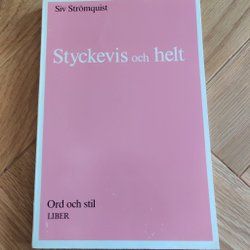 Siv Strömquist
Styckevis och helt
Ord och stil
LIBER